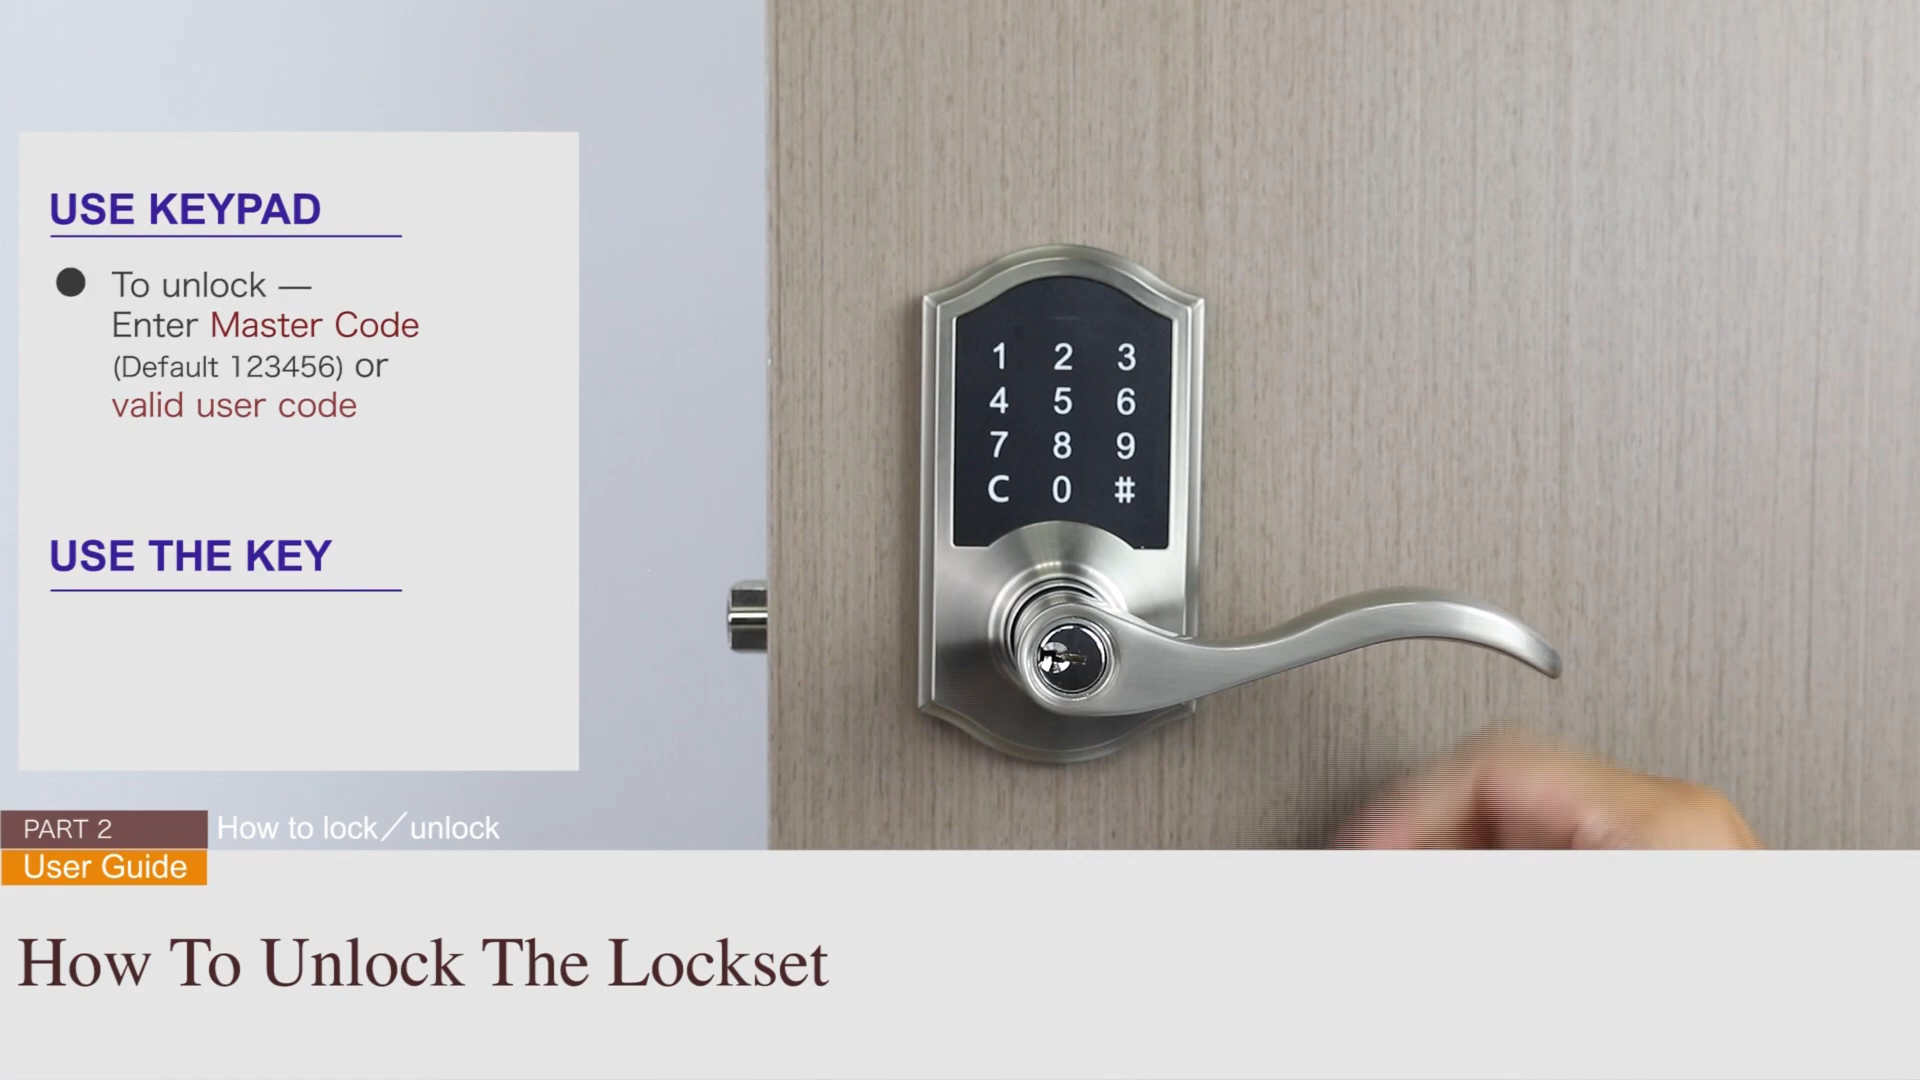 USE KEYPAD
● To unlock —
Enter Master Code
(Default 123456) or
valid user code
USE THE KEY
1 2 3
4 5 6
7 8 9
C 0 #
PART 2
How to lock／unlock
User Guide
How To Unlock The Lockset